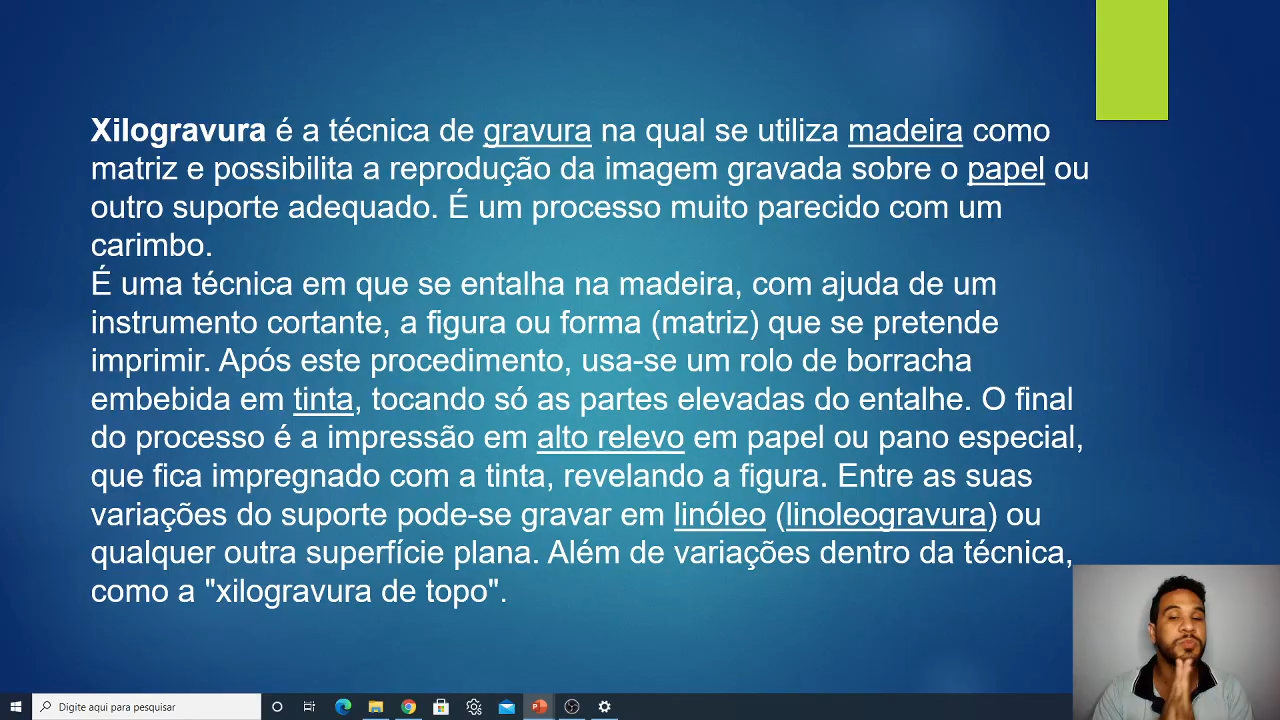 Xilogravura é a técnica de gravura na qual se utiliza madeira como
matriz e possibilita a reprodução da imagem gravada sobre o papel ou
outro suporte adequado. É um processo muito parecido com um
carimbo.
É uma técnica em que se entalha na madeira, com ajuda de um
instrumento cortante, a figura ou forma (matriz) que se pretende
imprimir. Após este procedimento, usa-se um rolo de borracha
embebida em tinta, tocando só as partes elevadas do entalhe. O final
do processo é a impressão em alto relevo em papel ou pano especial,
que fica impregnado com a tinta, revelando a figura. Entre as suas
variações do suporte pode-se gravar em linóleo (linoleogravura) ou
qualquer outra superfície plana. Além de variações dentro da técnica,
como a "xilogravura de topo".
Digite aqui para pesquisar